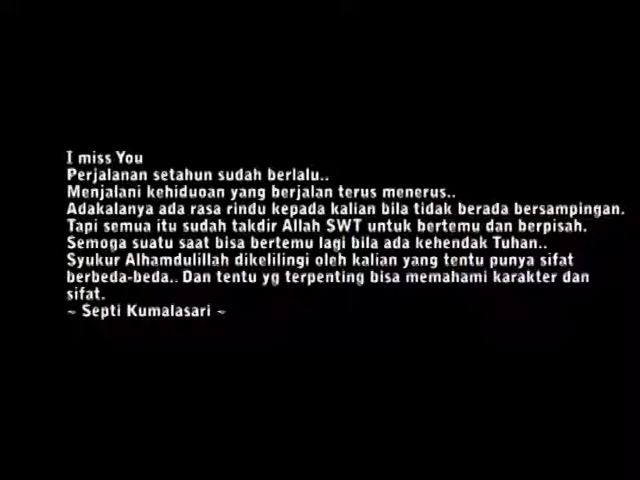 I miss You
Perjalanan setahun sudah berlalu..
Menjalani kehiduoan yang berjalan terus menerus..
Adakalanya ada rasa rindu kepada kalian bila tidak berada bersampingan.
Tapi semua itu sudah takdir Allah SWT untuk bertemu dan berpisah.
Semoga suatu saat bisa bertemu lagi bila ada kehendak Tuhan..
Syukur Alhamdulillah dikelilingi oleh kalian yang tentu punya sifat
berbeda-beda.. Dan tentu yg terpenting bisa memahami karakter dan
sifat.
~ Septi Kumalasari ~